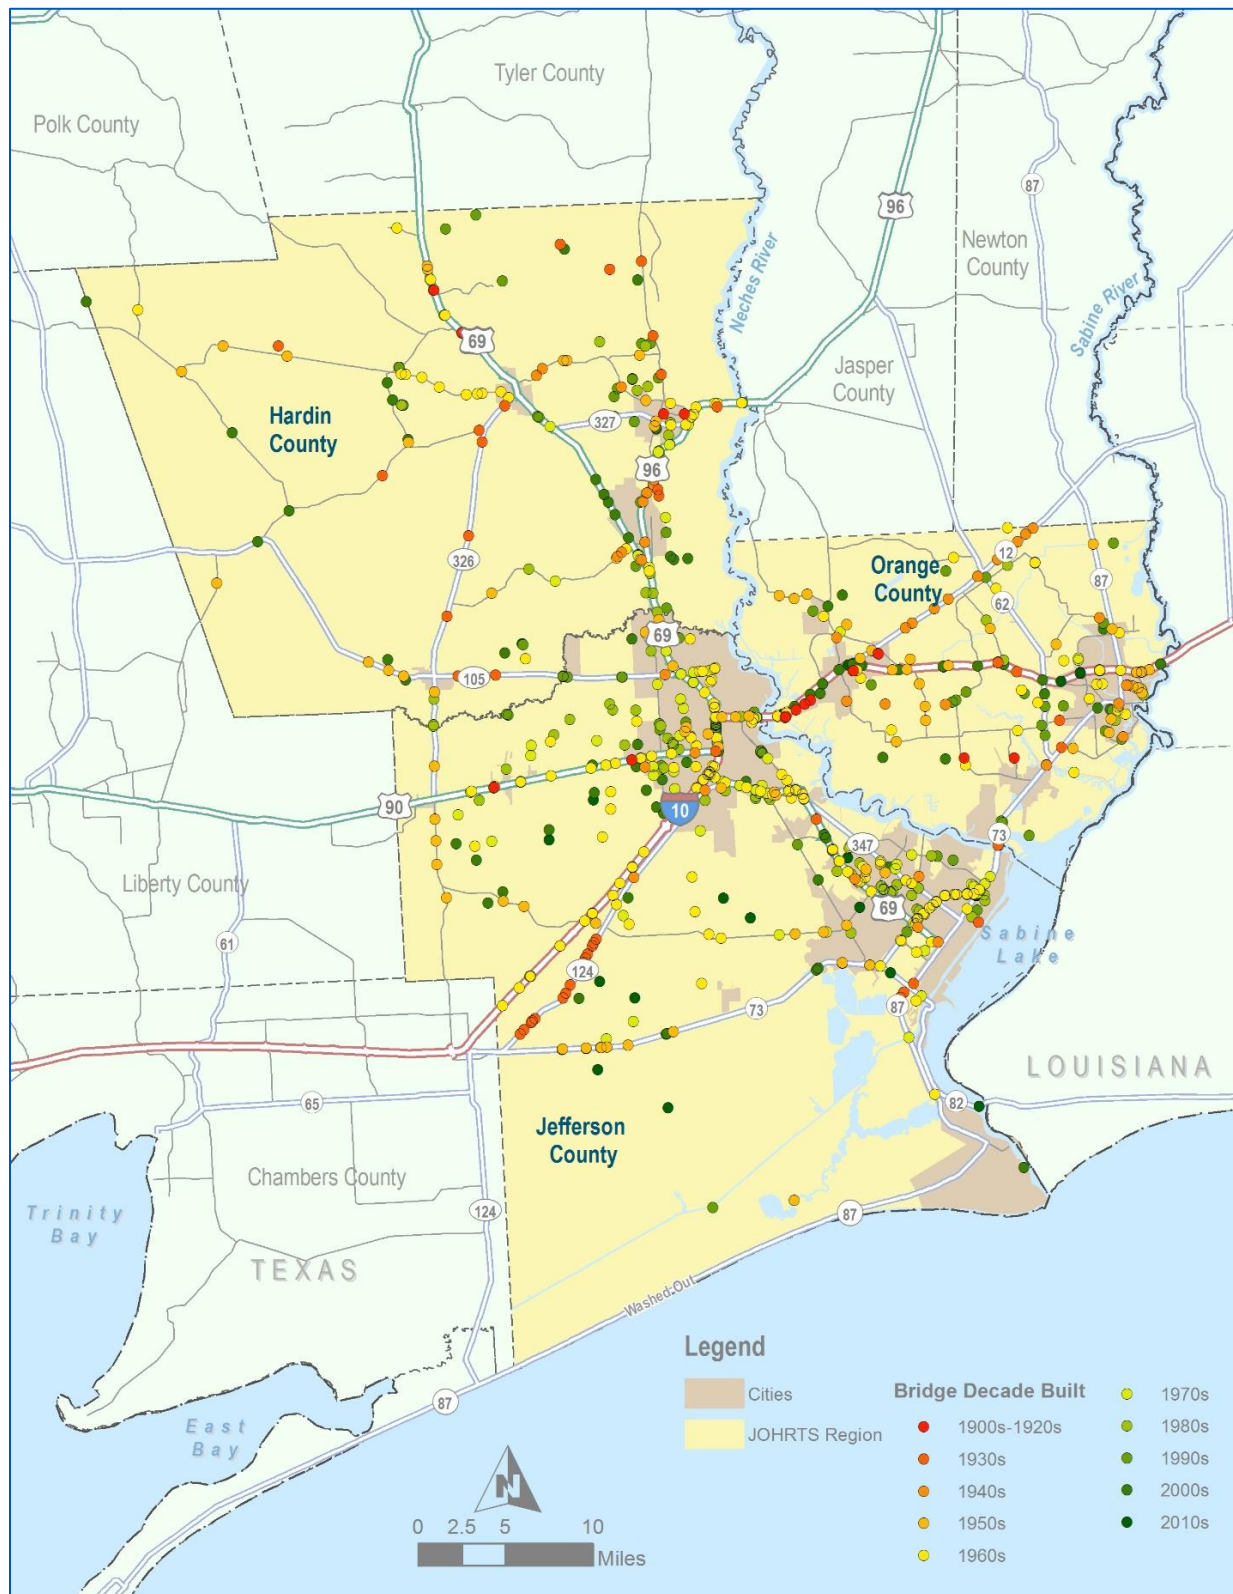 Tyler County
Polk County
87
96
Newton
County
Neches River
Sabine River
69
Jasper
County
Hardin
County
327
96
12
Orange
County
87
62
326
69
105
90
10
73
347
Liberty County
69
61
Sabine
Lake
124
87
73
LOUISIANA
82
65
Jefferson
County
Chambers County
Trinity
Bay
124
87
TEXAS
Washed Out
Legend
Cities
JOHRTS Region
Bridge Decade Built
1900s-1920s
1930s
1940s
1950s
1960s
1970s
1980s
1990s
2000s
2010s
87
East
Bay
N
0 2.5 5 10
Miles